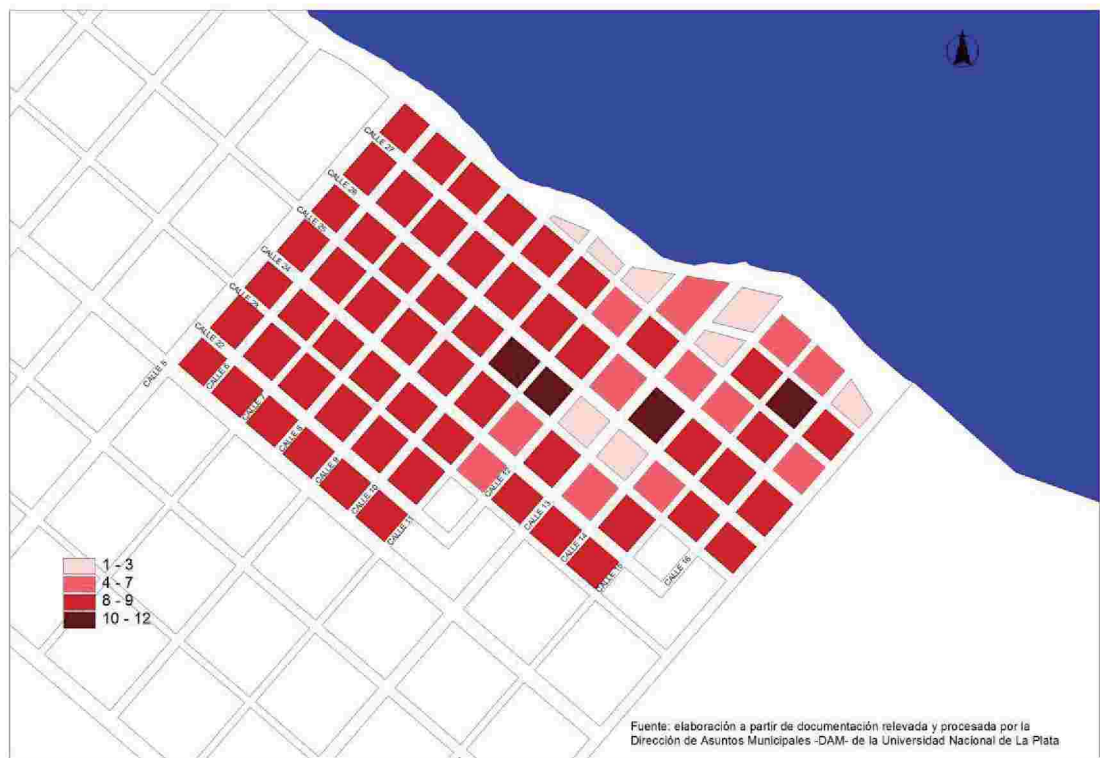 CALLE 27
CALLE 26
CALLE 25
CALLE 24
CALLE 23
CALLE 22
CALLE 5
CALLE 6
CALLE 7
CALLE 8
CALLE 9
CALLE 10
CALLE 11
CALLE 12
CALLE 13
CALLE 14
CALLE 15
CALLE 16
1 - 3
4 - 7
8 - 9
10 - 12
Fuente: elaboración a partir de documentación relevada y procesada por la
Dirección de Asuntos Municipales -DAM- de la Universidad Nacional de La Plata